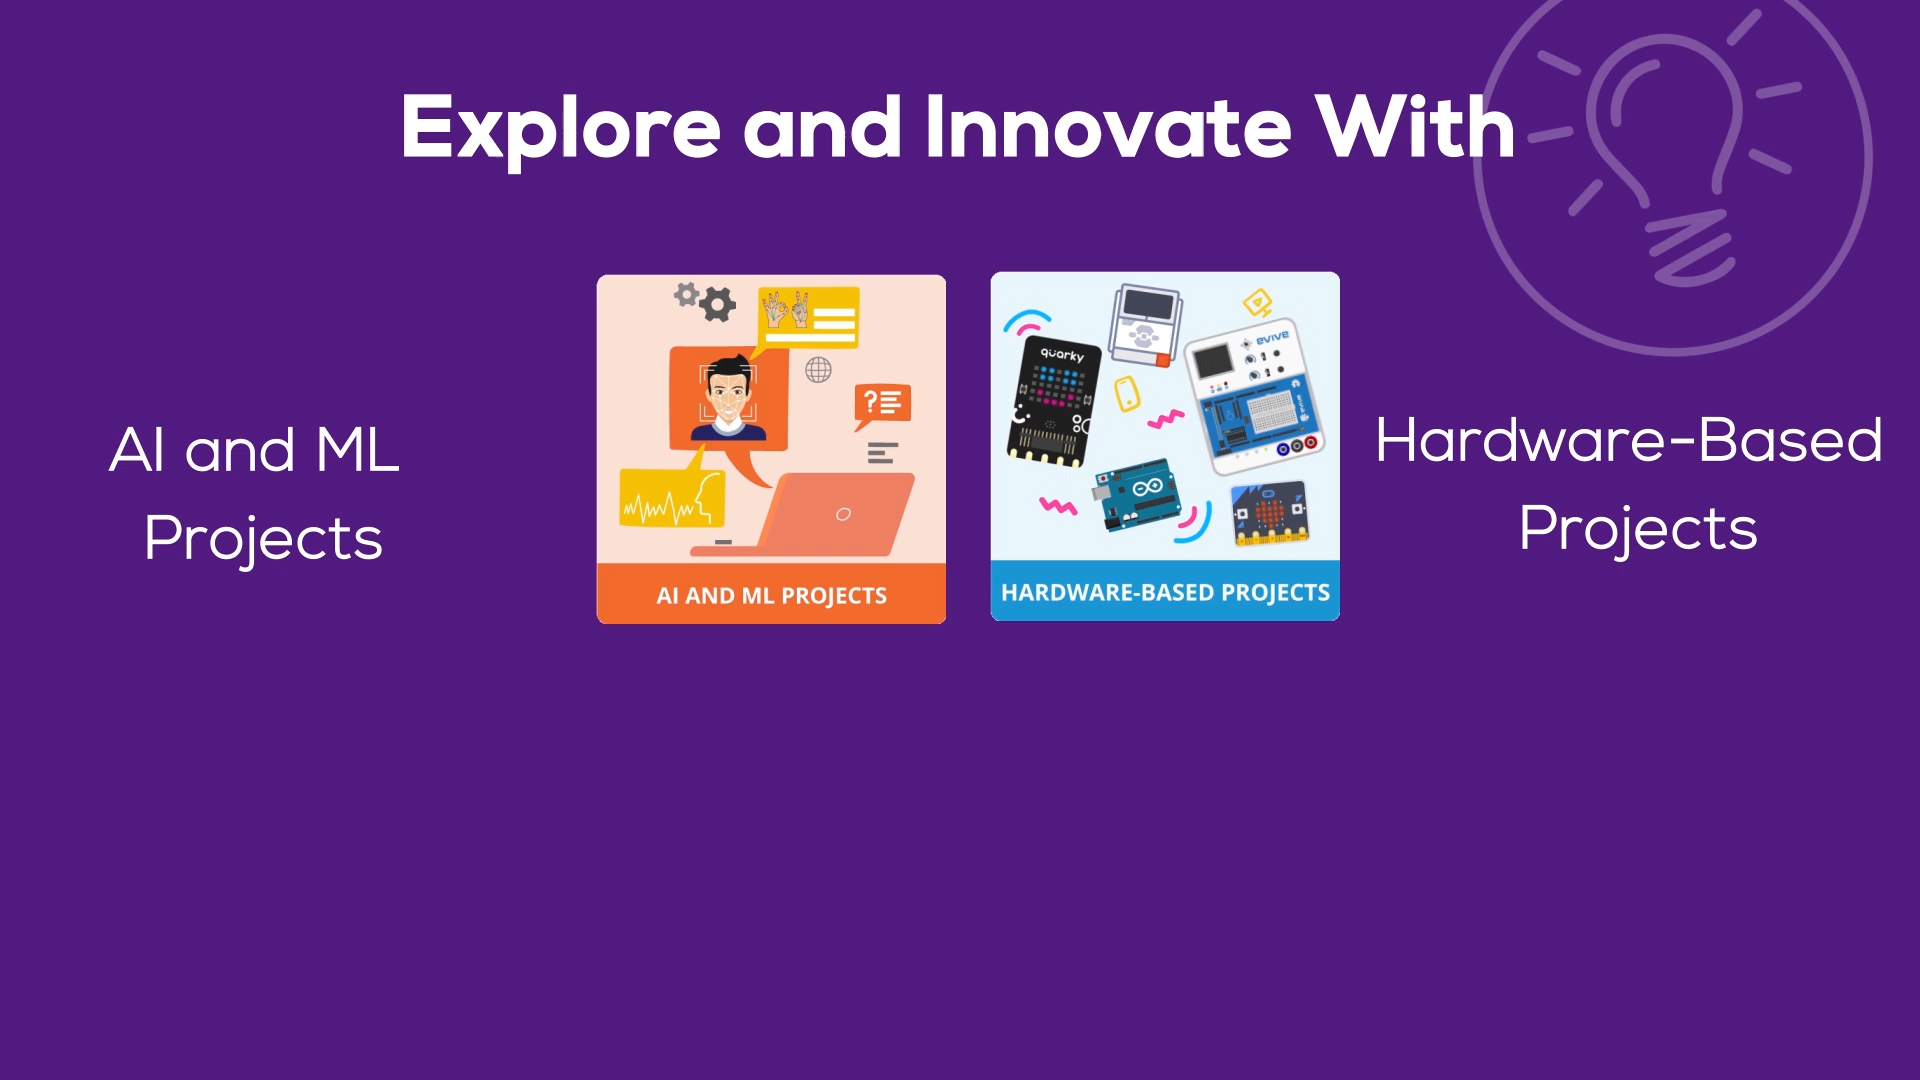 Explore and Innovate With
AI and ML
Projects
?
AI AND ML PROJECTS
quarky
evive
evive
HARDWARE-BASED PROJECTS
Hardware-Based
Projects